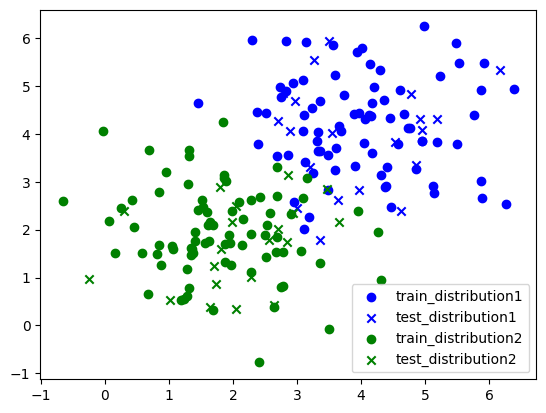 6
5
4
3
2
1
0
−1
−1 0 1 2 3 4 5 6
train_distribution1
test_distribution1
train_distribution2
test_distribution2